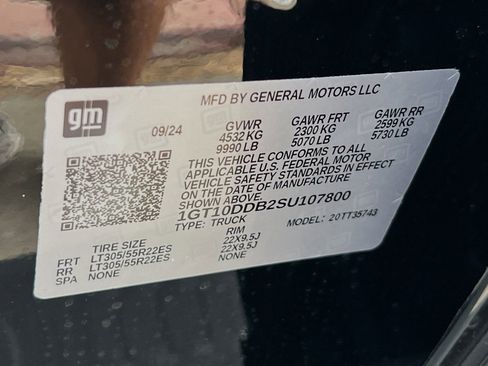 gm
MFD BY GENERAL MOTORS LLC
09/24
GVWR GAWR FRT GAWR RR
4532 KG 2300 KG 2599 KG
9990 LB 5070 LB 5730 LB
THIS VEHICLE CONFORMS TO ALL
APPLICABLE U.S. FEDERAL MOTOR
VEHICLE SAFETY STANDARDS IN EFFECT
ON THE DATE OF MANUFACTURE
SHOWN ABOVE.
1GT10DDB2SU107800
TYPE: TRUCK MODEL: 20TT35743
TIRE SIZE RIM
FRT LT305/55R22ES 22X9.5J
RR LT305/55R22ES 22X9.5J
SPA NONE NONE